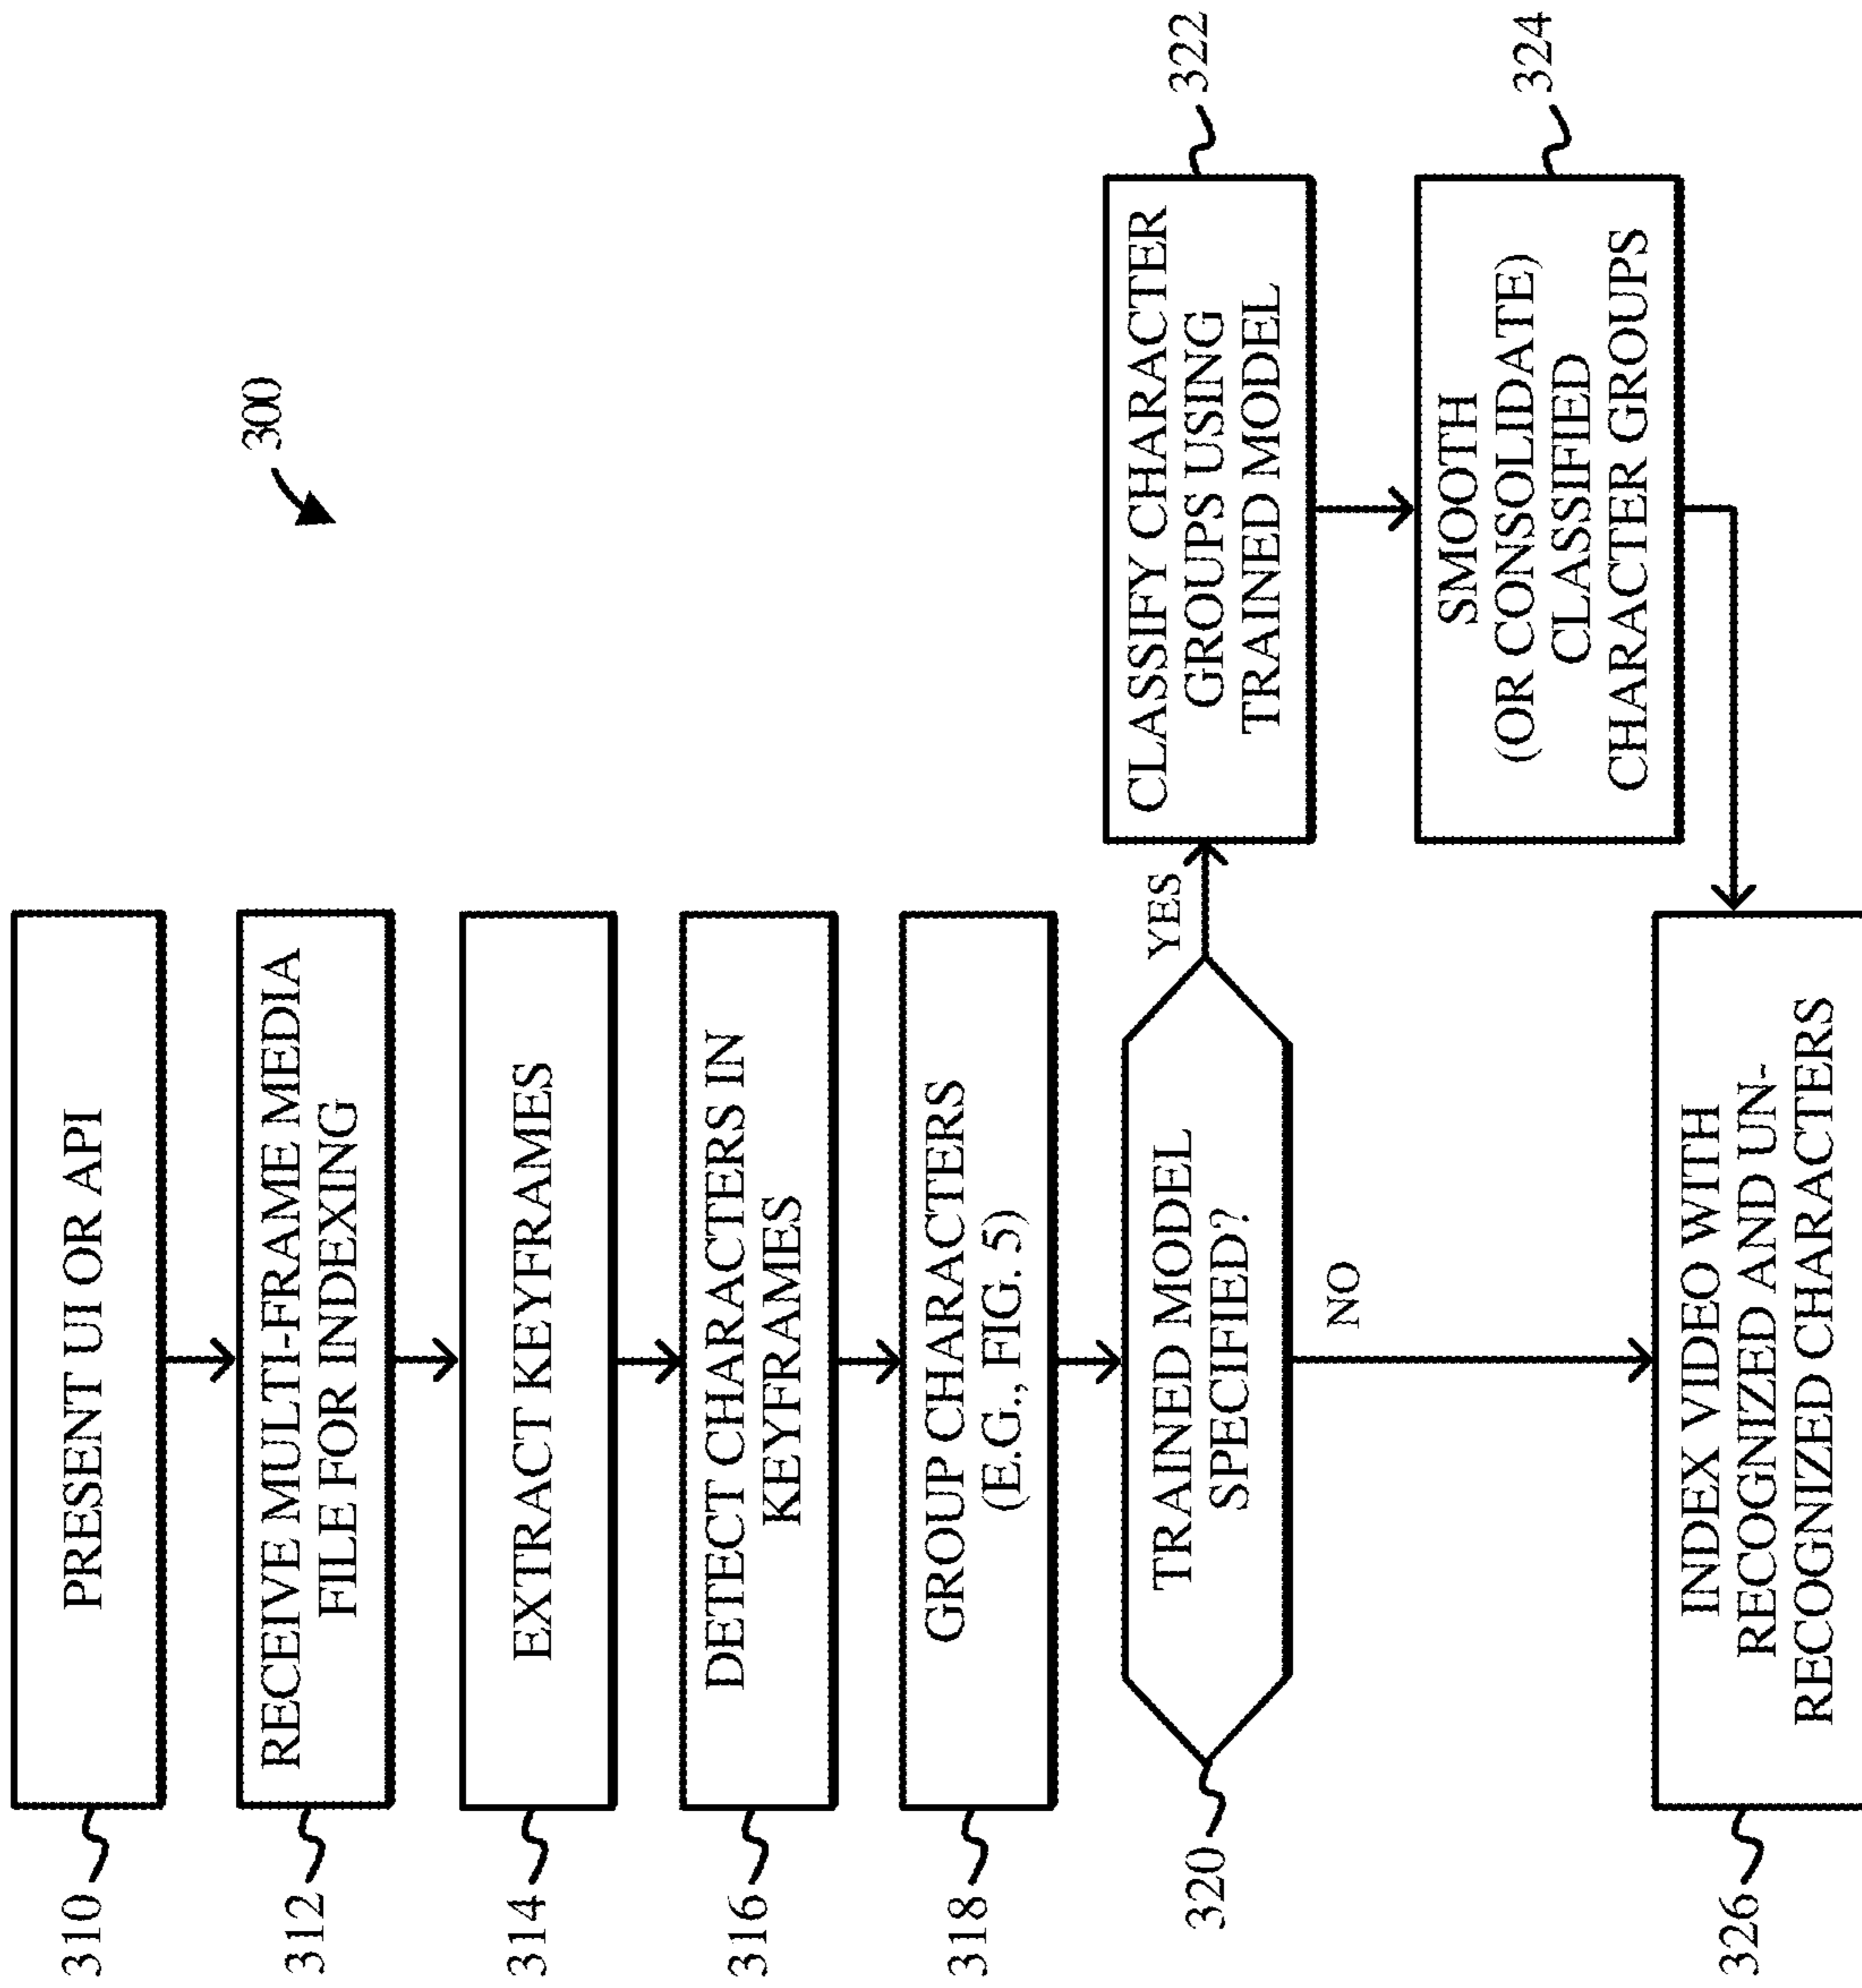 300
310
PRESENT UI OR API
312
RECEIVE MULTI-FRAME MEDIA
FILE FOR INDEXING
314
EXTRACT KEYFRAMES
316
DETECT CHARACTERS IN
KEYFRAMES
318
GROUP CHARACTERS
(E.G., FIG. 5)
320
TRAINED MODEL
SPECIFIED?
YES
NO
322
CLASSIFY CHARACTER
GROUPS USING
TRAINED MODEL
324
SMOOTH
(OR CONSOLIDATE)
CLASSIFIED
CHARACTER GROUPS
326
INDEX VIDEO WITH
RECOGNIZED AND UN-
RECOGNIZED CHARACTERS